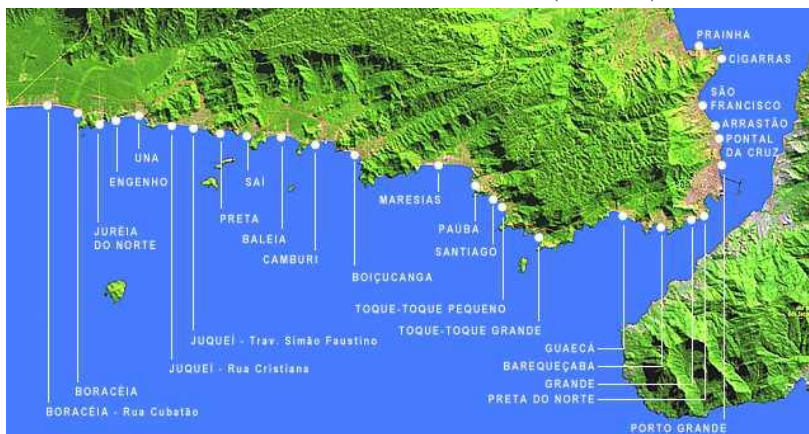 PRAINHA
CIGARRAS
SÃO
FRANCISCO
ARRASTÃO
PONTAL
DA CRUZ
UNA
ENGENHO
SAÍ
MARESIAS
PRETA
JURÉIA
DO NORTE
BALEIA
PAÚBA
CAMBURI
SANTIAGO
BOIÇUCANGA
TOQUE-TOQUE PEQUENO
TOQUE-TOQUE GRANDE
JUQUEÍ - Trav. Simão Faustino
GUAECÁ
JUQUEÍ - Rua Cristiana
BAREQUEÇABA
GRANDE
BORACÉIA
PRETA DO NORTE
BORACÉIA - Rua Cubatão
PORTO GRANDE